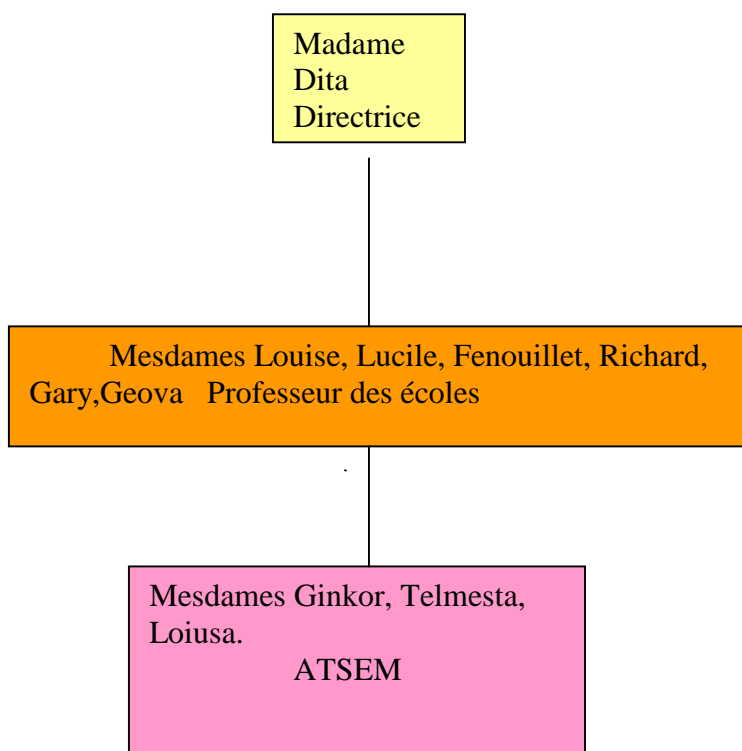 Madame
Dita
Directrice
Mesdames Louise, Lucile, Fenouillet, Richard,
Gary,Geova Professeur des écoles
Mesdames Ginkor, Telmesta,
Loiusa.
ATSEM